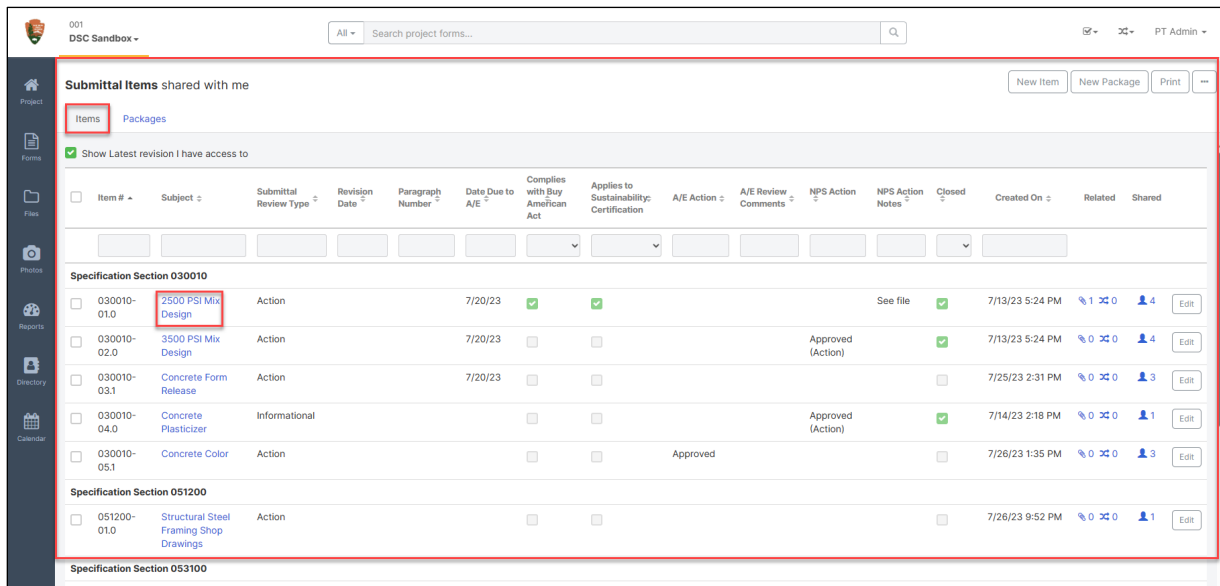 001
DSC Sandbox
All
Search project forms...
PT Admin
Project
Forms
Files
Photos
Reports
Directory
Calendar
Submittal Items shared with me
New Item
New Package
Print
Items
Packages
Show Latest revision I have access to
Item #
Subject
Submittal
Review Type
Revision
Date
Paragraph
Number
Date Due to
A/E
Complies
with Buy
American
Act
Applies to
Sustainability
Certification
A/E Action
A/E Review
Comments
NPS Action
NPS Action
Notes
Closed
Created On
Related
Shared
Specification Section 030010
030010-
01.0
2500 PSI Mix
Design
Action
7/20/23
See file
7/13/23 5:24 PM
1
0
4
Edit
030010-
02.0
3500 PSI Mix
Design
Action
7/20/23
Approved
(Action)
7/13/23 5:24 PM
0
0
4
Edit
030010-
03.1
Concrete Form
Release
Action
7/20/23
7/25/23 2:31 PM
0
0
3
Edit
030010-
04.0
Concrete
Plasticizer
Informational
Approved
(Action)
7/14/23 2:18 PM
0
0
1
Edit
030010-
05.1
Concrete Color
Action
Approved
7/26/23 1:35 PM
0
0
3
Edit
Specification Section 051200
051200-
01.0
Structural Steel
Framing Shop
Drawings
Action
7/26/23 9:52 PM
0
0
1
Edit
Specification Section 053100